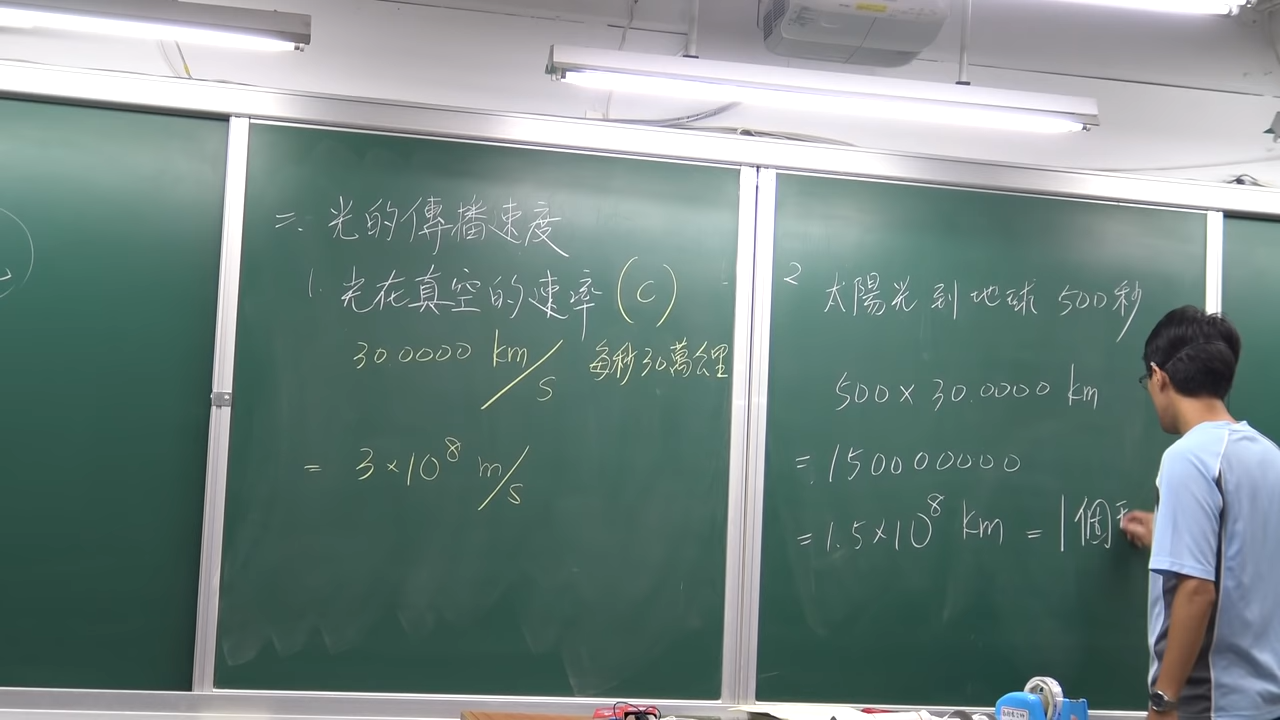 二. 光的傳播速度
1. 光在真空的速率 (c)
30.0000 km/s 每秒30萬公里
= 3×10⁸ m/s
2 太陽光到地球 500秒
500 × 30.0000 km
= 150000000
= 1.5×10⁸ km = 1個